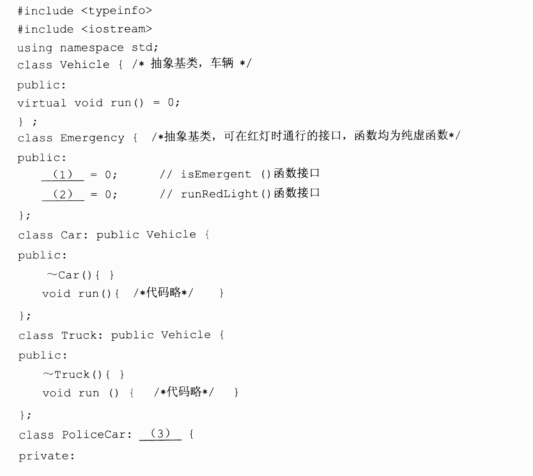 #include <typeinfo>
#include <iostream>
using namespace std;
class Vehicle { /* 抽象基类，车辆 */
public:
virtual void run() = 0;
} ;
class Emergency { /*抽象基类，可在红灯时通行的接口，函数均为纯虚函数*/
public:
(1) = 0; // isEmergent ()函数接口
(2) = 0; // runRedLight()函数接口
};
class Car: public Vehicle {
public:
～Car(){ }
void run(){ /*代码略*/ }
};
class Truck: public Vehicle {
public:
～Truck(){ }
void run () { /*代码略*/ }
};
class PoliceCar: (3) {
private: